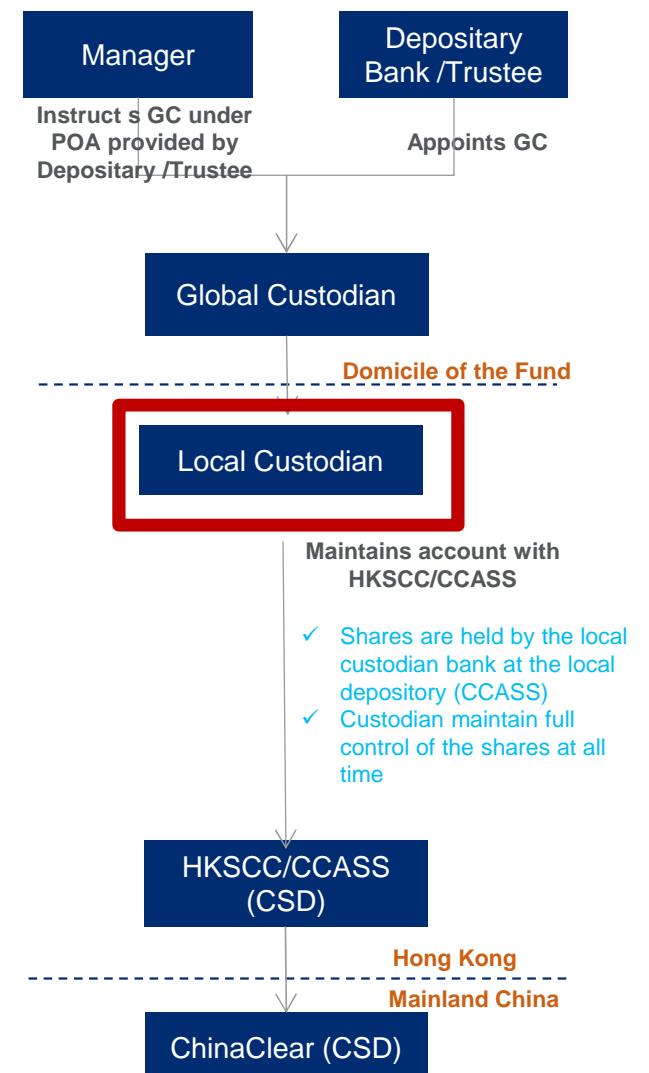 Manager
Depositary
Bank /Trustee
Instruct s GC under
POA provided by
Depositary /Trustee
Appoints GC
Global Custodian
Domicile of the Fund
Local Custodian
Maintains account with
HKSCC/CCASS
✓ Shares are held by the local
custodian bank at the local
depository (CCASS)
✓ Custodian maintain full
control of the shares at all
time
HKSCC/CCASS
(CSD)
Hong Kong
Mainland China
ChinaClear (CSD)